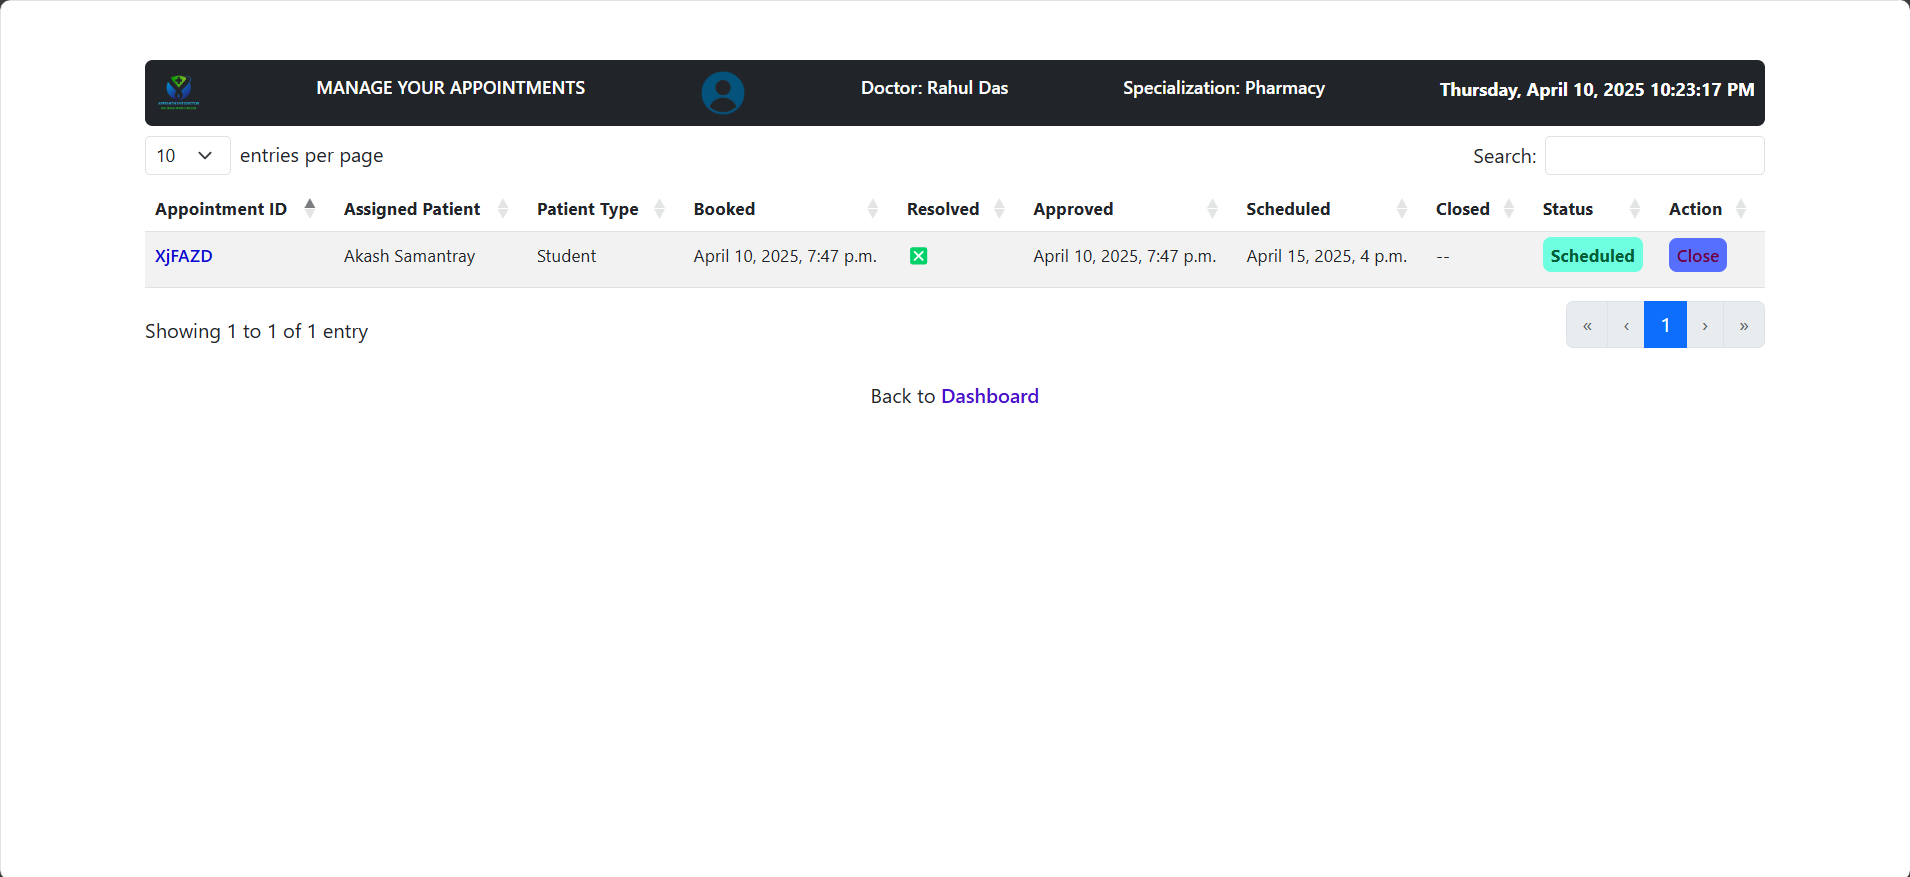 MANAGE YOUR APPOINTMENTS Doctor: Rahul Das Specialization: Pharmacy Thursday, April 10, 2025 10:23:17 PM
10 entries per page Search:
Appointment ID Assigned Patient Patient Type Booked Resolved Approved Scheduled Closed Status Action
XjFAZD Akash Samantray Student April 10, 2025, 7:47 p.m. April 10, 2025, 7:47 p.m. April 15, 2025, 4 p.m. -- Scheduled Close
Showing 1 to 1 of 1 entry « ‹ 1 › »
Back to Dashboard